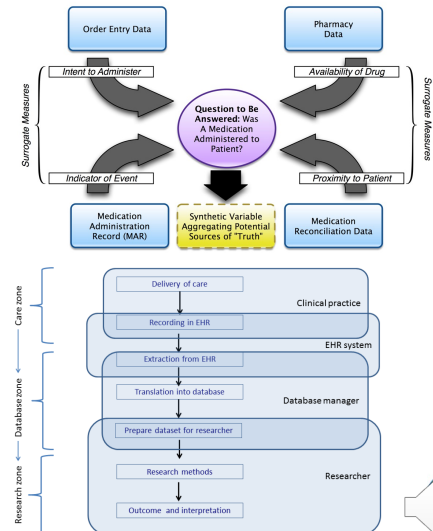 Order Entry Data
Pharmacy
Data
Intent to Administer
Availability of Drug
Surrogate Measures
Question to Be
Answered: Was
A Medication
Administered to
Patient?
Surrogate Measures
Indicator of Event
Proximity to Patient
Medication
Administration
Record (MAR)
Synthetic Variable
Aggregating Potential
Sources of "Truth"
Medication
Reconciliation Data
Care zone
Delivery of care
Clinical practice
Recording in EHR
EHR system
Extraction from EHR
Database zone
Translation into database
Database manager
Prepare dataset for researcher
Research zone
Research methods
Researcher
Outcome and interpretation